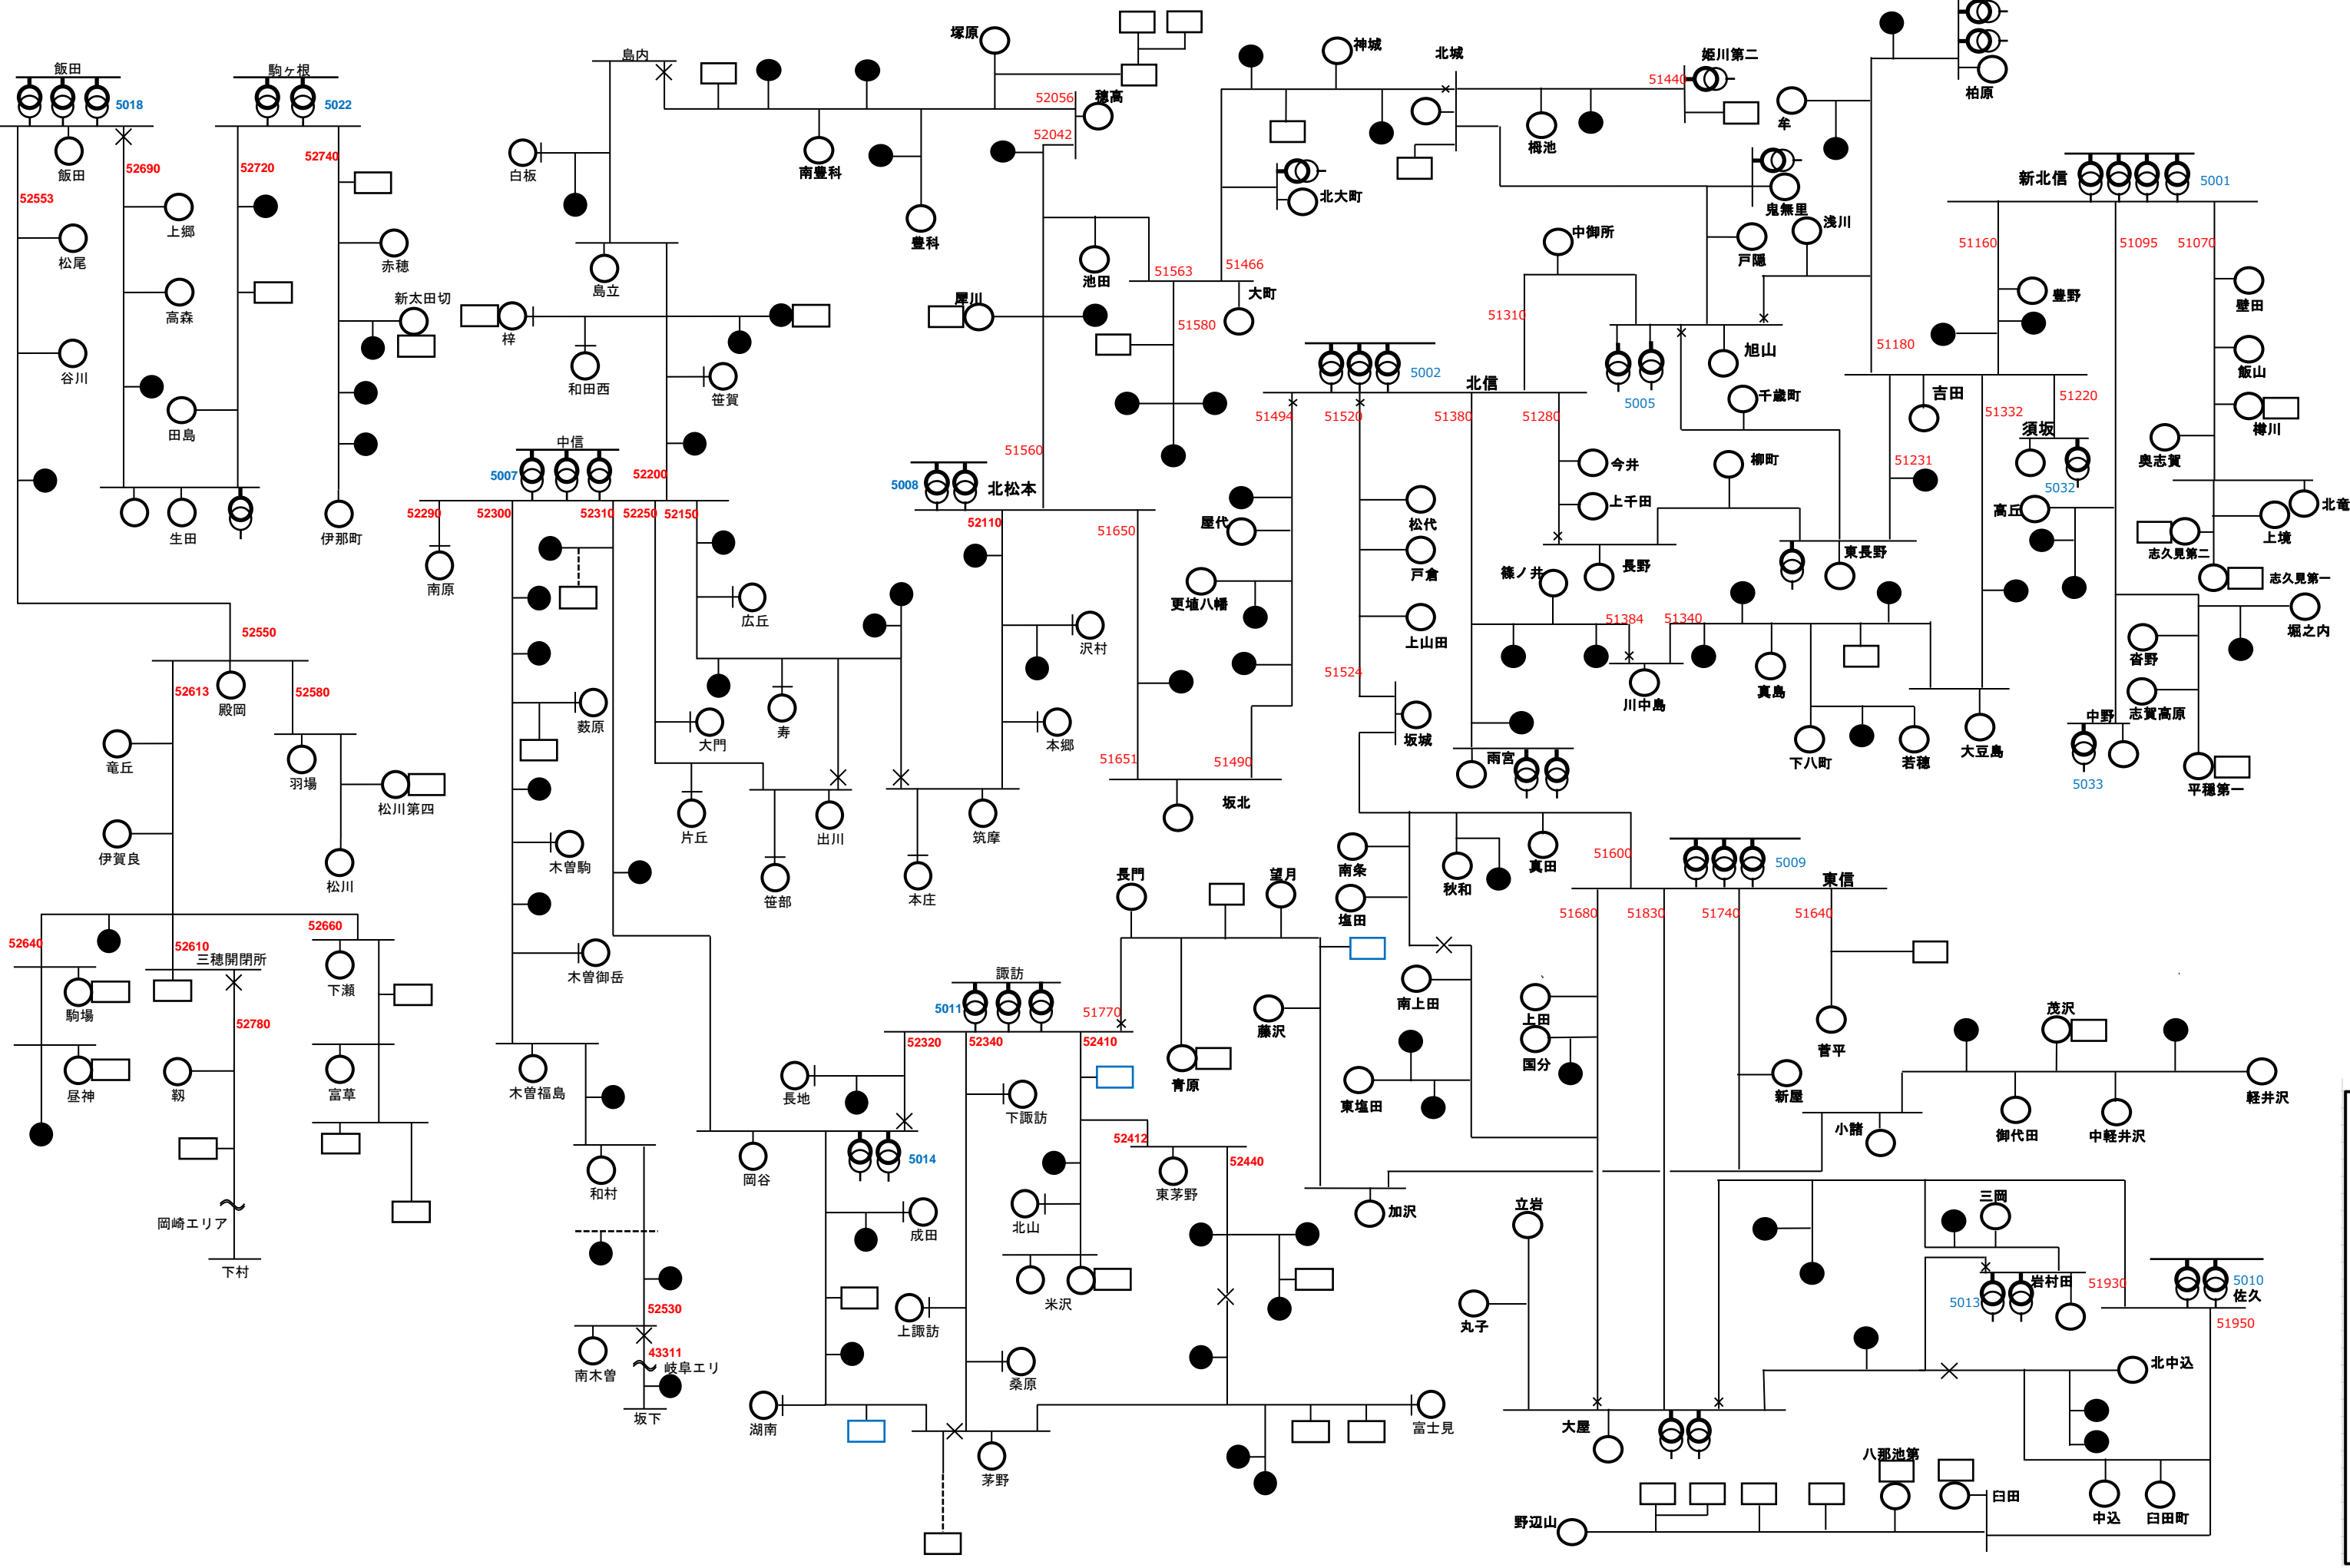 塚原
神城
北城
姫川第二
柏原
飯田
5018
駒ヶ根
5022
島内
52056
穂高
52042
51440
牟
飯田
52690
52720
52740
52553
白板
南豊科
栂池
北大町
鬼無里
新北信
5001
上郷
松尾
赤穂
豊科
池田
中御所
戸隠
浅川
51160
51095
51070
島立
51563
51466
大町
豊野
壁田
高森
新太田切
梓
犀川
51580
51310
旭山
51180
谷川
和田西
笹賀
5002
北信
5005
千歳町
吉田
51220
飯山
田島
中信
5007
52200
51560
51494
51520
51380
51280
51332
須坂
樽川
生田
伊那町
5008
北松本
今井
柳町
51231
奥志賀
5032
52290
52300
52310
52250
52150
52110
51650
屋代
松代
上千田
高丘
北竜
上境
南原
広丘
沢村
更埴八幡
戸倉
篠ノ井
長野
東長野
志久見第二
志久見第一
52550
51384
51340
堀之内
上山田
沓野
52613
殿岡
52580
薮原
大門
寿
本郷
51524
川中島
真島
志賀高原
竜丘
羽場
松川第四
51651
51490
坂城
雨宮
下八町
若穂
大豆島
中野
5033
平穏第一
坂北
伊賀良
松川
木曽駒
片丘
出川
筑摩
笹部
本庄
長門
望月
南条
塩田
秋和
真田
51600
5009
東信
52640
52610
52660
三穂開閉所
下瀬
木曽御岳
51680
51830
51740
51640
駒場
52780
諏訪
5011
51770
藤沢
南上田
上田
国分
菅平
茂沢
52320
52340
52410
昼神
靱
富草
木曽福島
長地
下諏訪
青原
東塩田
新屋
御代田
中軽井沢
軽井沢
小諸
52412
52440
岡谷
5014
東茅野
和村
北山
成田
加沢
立岩
三岡
岡崎エリア
下村
52530
43311
岐阜エリ
南木曽
坂下
米沢
上諏訪
桑原
丸子
5013
岩村田
51930
5010
佐久
51950
北中込
湖南
茅野
富士見
大屋
八那池第
臼田
中込
臼田町
野辺山